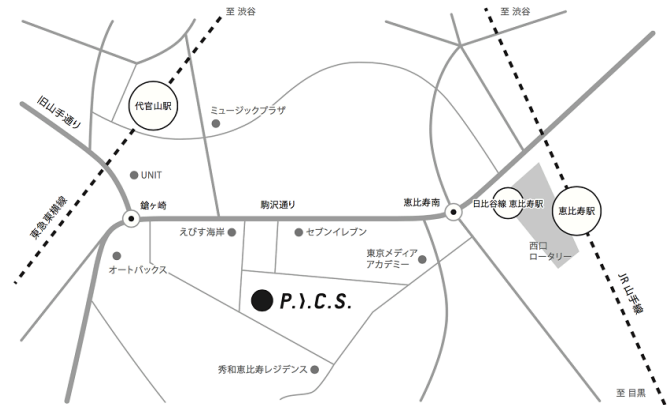 至 渋谷
至 渋谷
代官山駅
ミュージックプラザ
旧山手通り
UNIT
東急東横線
鎗ヶ崎
駒沢通り
恵比寿南
日比谷線 恵比寿駅
恵比寿駅
えびす海岸
セブンイレブン
西口
ロータリー
東京メディア
アカデミー
オートバックス
P.I.C.S.
JR 山手線
秀和恵比寿レジデンス
至 目黒